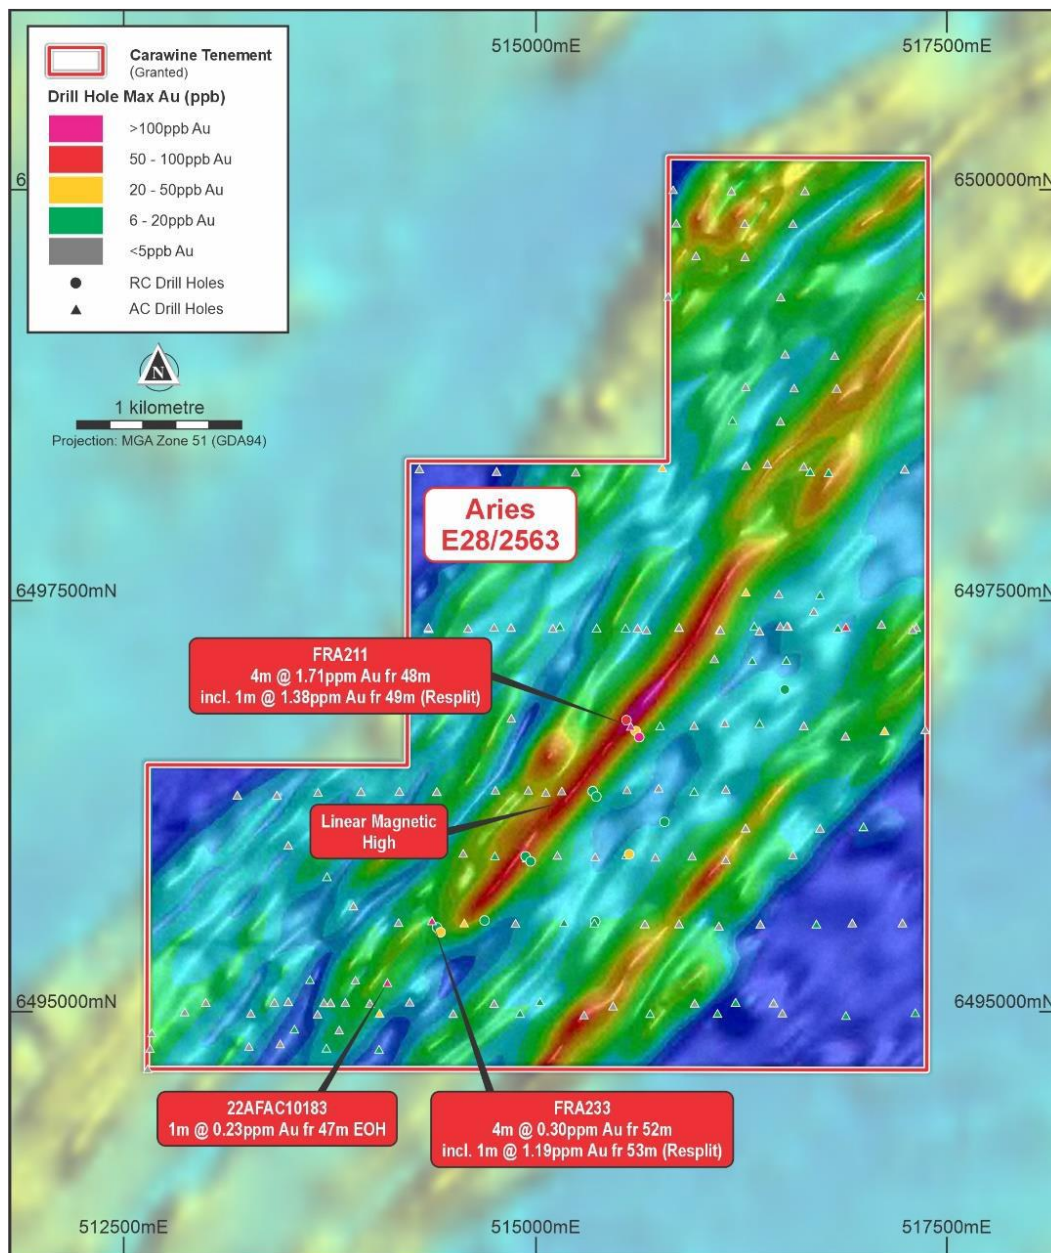 515000mE
517500mE
Carawine Tenement
(Granted)
Drill Hole Max Au (ppb)
>100ppb Au
50 - 100ppb Au
20 - 50ppb Au
6 - 20ppb Au
<5ppb Au
RC Drill Holes
AC Drill Holes
6
6500000mN
N
1 kilometre
Projection: MGA Zone 51 (GDA94)
Aries
E28/2563
6497500mN
6497500mN
FRA211
4m @ 1.71ppm Au fr 48m
incl. 1m @ 1.38ppm Au fr 49m (Resplit)
Linear Magnetic
High
6495000mN
6495000mN
22AFAC10183
1m @ 0.23ppm Au fr 47m EOH
FRA233
4m @ 0.30ppm Au fr 52m
incl. 1m @ 1.19ppm Au fr 53m (Resplit)
512500mE
515000mE
517500mE